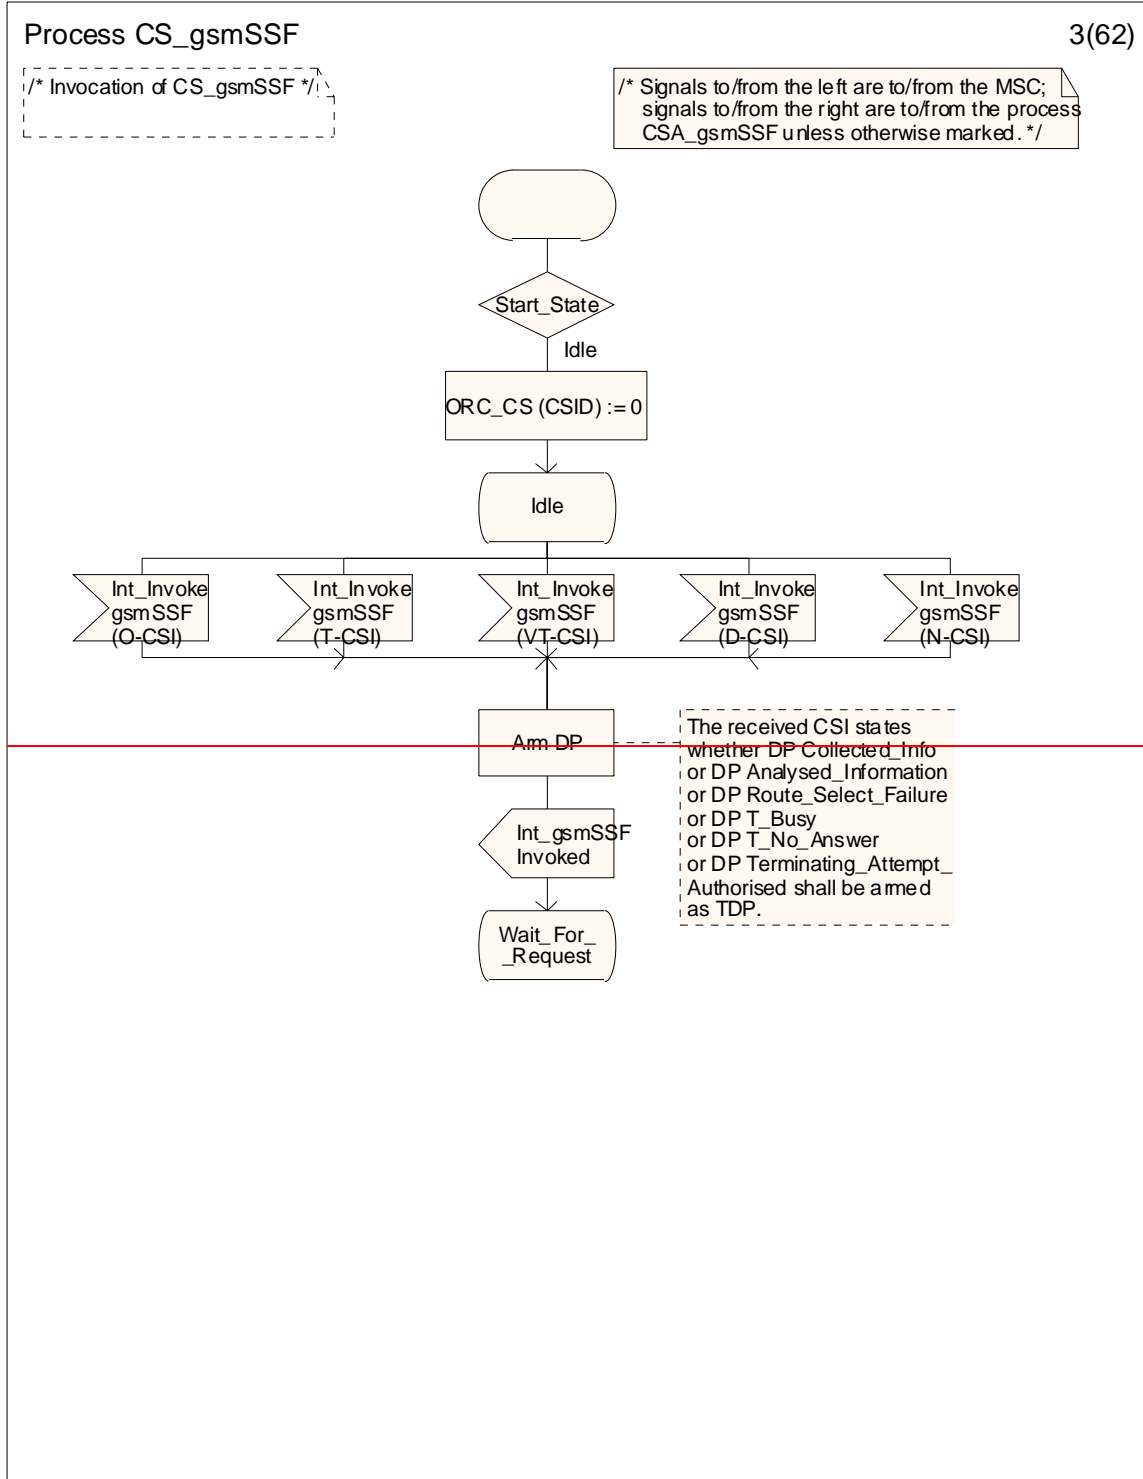 Process CS_gsmSSF
3(62)
/* Invocation of CS_gsmSSF */
/* Signals to/from the left are to/from the MSC;
signals to/from the right are to/from the process
CSA_gsmSSF unless otherwise marked. */
Start_State
Idle
ORC_CS (CSID) := 0
Idle
Int_Invoke
gsmSSF
(O-CSI)
Int_Invoke
gsmSSF
(T-CSI)
Int_Invoke
gsmSSF
(VT-CSI)
Int_Invoke
gsmSSF
(D-CSI)
Int_Invoke
gsmSSF
(N-CSI)
Arm DP
The received CSI states
whether DP Collected_Info
or DP Analysed_Information
or DP Route_Select_Failure
or DP T_Busy
or DP T_No_Answer
or DP Terminating_Attempt_
Authorised shall be armed
as TDP.
Int_gsmSSF
Invoked
Wait_For_
_Request